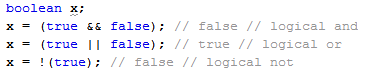 boolean x;
x = (true && false); // false // logical and
x = (true || false); // true // logical or
x = !(true); // false // logical not